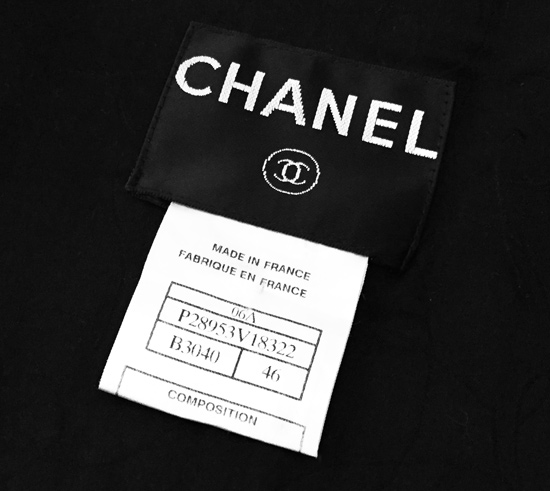 CHANEL
MADE IN FRANCE
FABRIQUE EN FRANCE
06A
P28953V18322
B3040 46
COMPOSITION